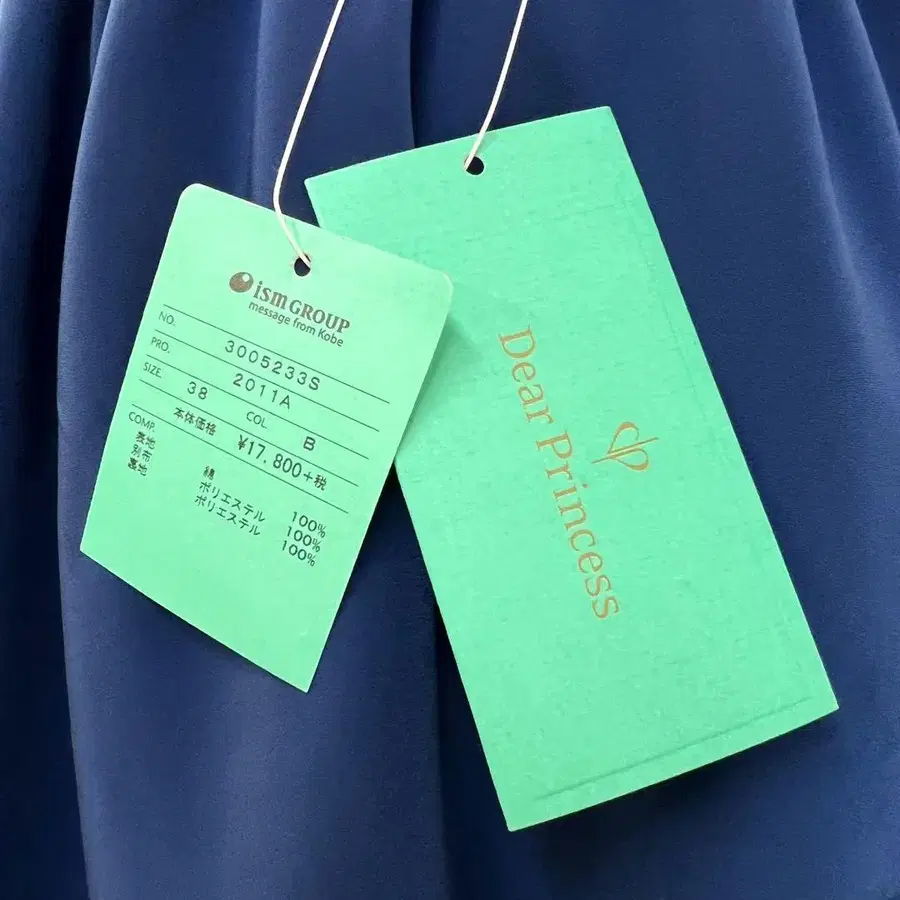 ism GROUP
message from Kobe
NO. 3005233S
PRO. 2011A
SIZE. 38 COL. B
本体価格 ¥17,800+税
COMP.
表地 綿 100%
別布 ポリエステル 100%
裏地 ポリエステル 100%
Dear Princess